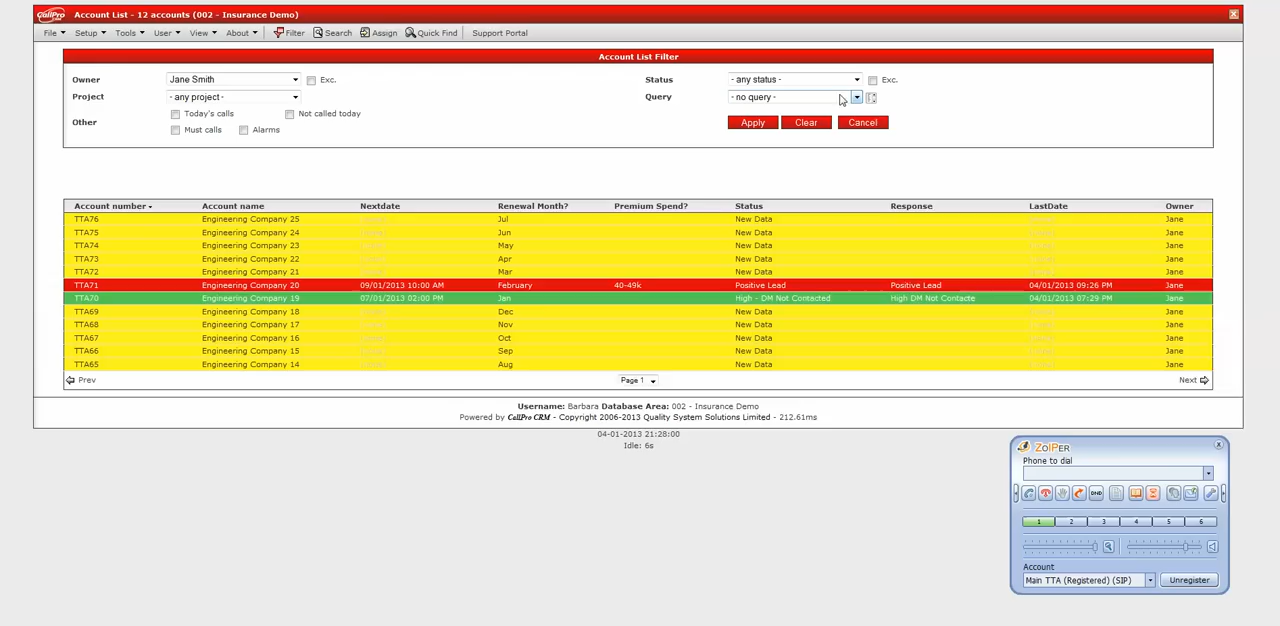 CallPro CRM Account List - 12 accounts (002 - Insurance Demo)
File Setup Tools User View About Filter Search Assign Quick Find Support Portal
Account List Filter
Owner Jane Smith Exc. Status - any status - Exc.
Project - any project - Query - no query -
Other Today's calls Not called today
Must calls Alarms
Apply Clear Cancel
Account number Account name Nextdate Renewal Month? Premium Spend? Status Response LastDate Owner
TTA76 Engineering Company 25 Jul New Data Jane
TTA75 Engineering Company 24 Jun New Data Jane
TTA74 Engineering Company 23 May New Data Jane
TTA73 Engineering Company 22 Apr New Data Jane
TTA72 Engineering Company 21 Mar New Data Jane
TTA71 Engineering Company 20 09/01/2013 10:00 AM February 40-49k Positive Lead Positive Lead 04/01/2013 09:26 PM Jane
TTA70 Engineering Company 19 07/01/2013 02:00 PM Jan High - DM Not Contacted High DM Not Contacte 04/01/2013 07:29 PM Jane
TTA69 Engineering Company 18 Dec New Data Jane
TTA68 Engineering Company 17 Nov New Data Jane
TTA67 Engineering Company 16 Oct New Data Jane
TTA66 Engineering Company 15 Sep New Data Jane
TTA65 Engineering Company 14 Aug New Data Jane
Prev Page 1 Next
Username: Barbara Database Area: 002 - Insurance Demo
Powered by CallPro CRM - Copyright 2006-2013 Quality System Solutions Limited - 212.61ms
04-01-2013 21:28:00
Idle: 6s
ZOIPER
Phone to dial
DND
1 2 3 4 5 6
Account
Main TTA (Registered) (SIP) Unregister